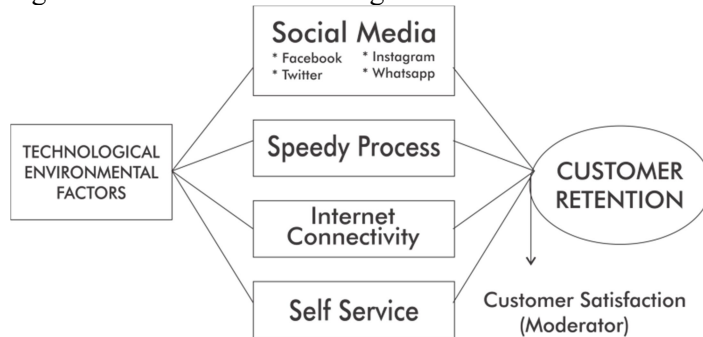 Social Media
* Facebook * Instagram
* Twitter * Whatsapp
TECHNOLOGICAL
ENVIRONMENTAL
FACTORS
Speedy Process
Internet
Connectivity
Self Service
CUSTOMER
RETENTION
Customer Satisfaction
(Moderator)